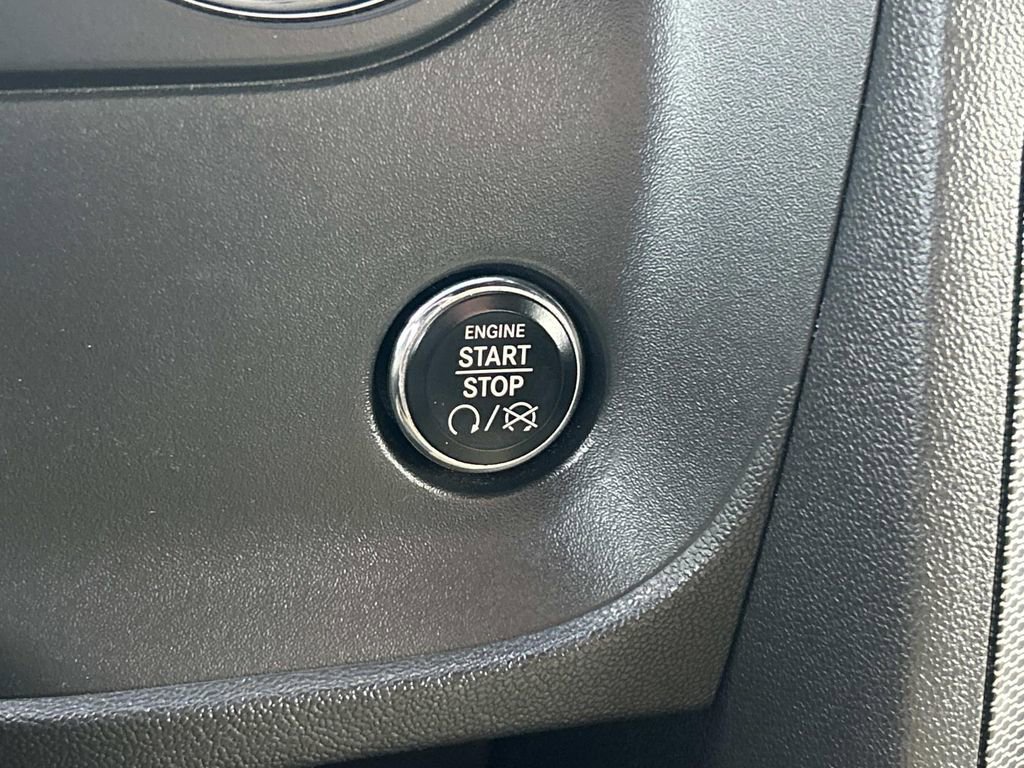 ENGINE
START
STOP
/